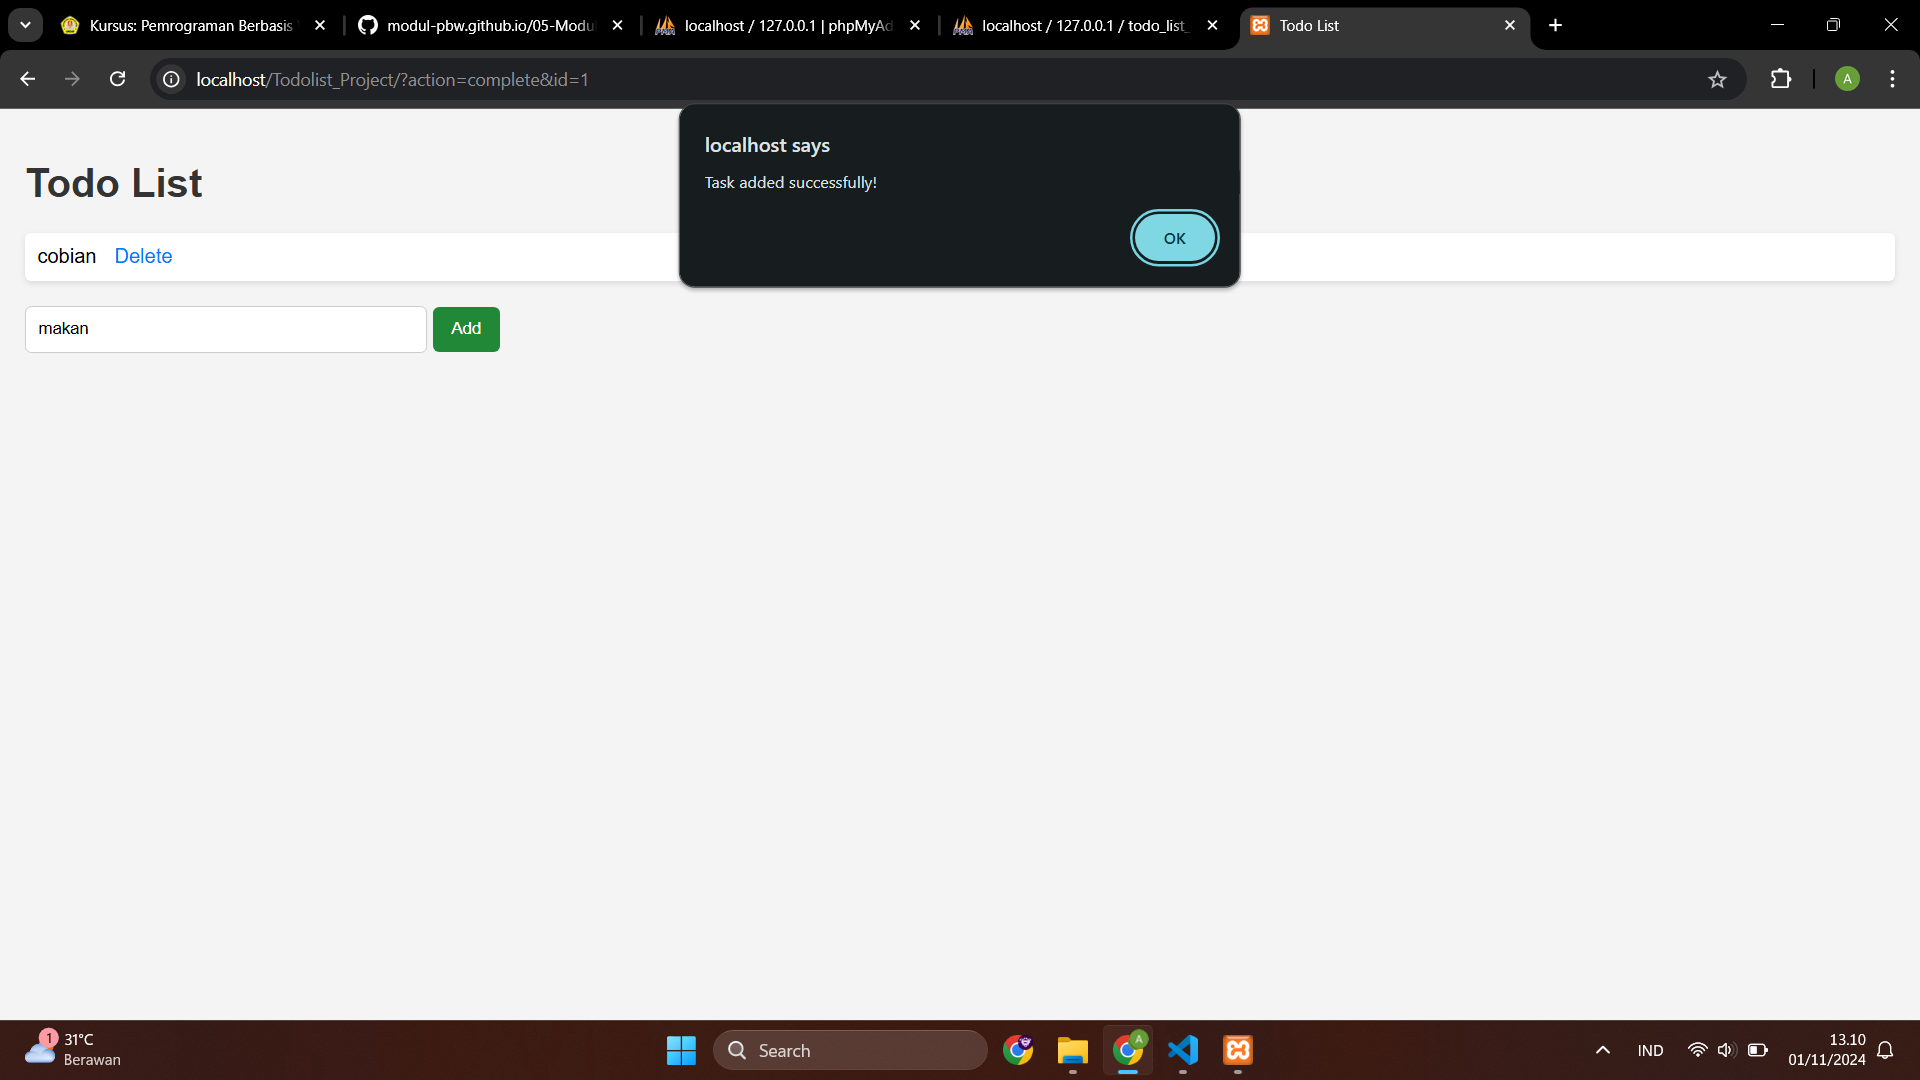 Kursus: Pemrograman Berbasis
modul-pbw.github.io/05-Modu
localhost / 127.0.0.1 | phpMyAd
localhost / 127.0.0.1 / todo_list_
Todo List
localhost/Todolist_Project/?action=complete&id=1
A
localhost says
Task added successfully!
OK
Todo List
cobian Delete
makan
Add
1
31°C
Berawan
Search
A
IND
13.10
01/11/2024